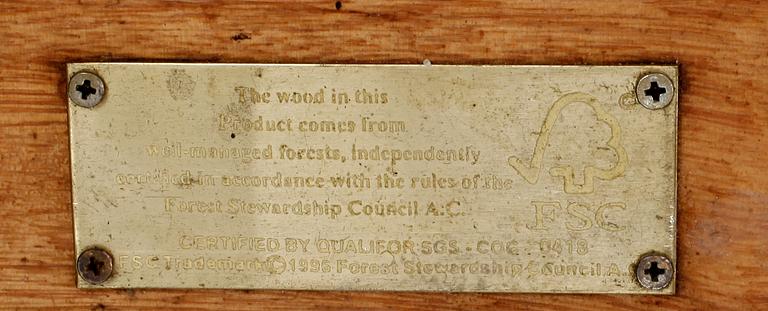 The wood in this
Product comes from
well-managed forests, independently
certified in accordance with the rules of the
Forest Stewardship Council A.C.
FSC
CERTIFIED BY QUALIFOR SGS - COC - 0418
FSC Trademark © 1996 Forest Stewardship Council A.C